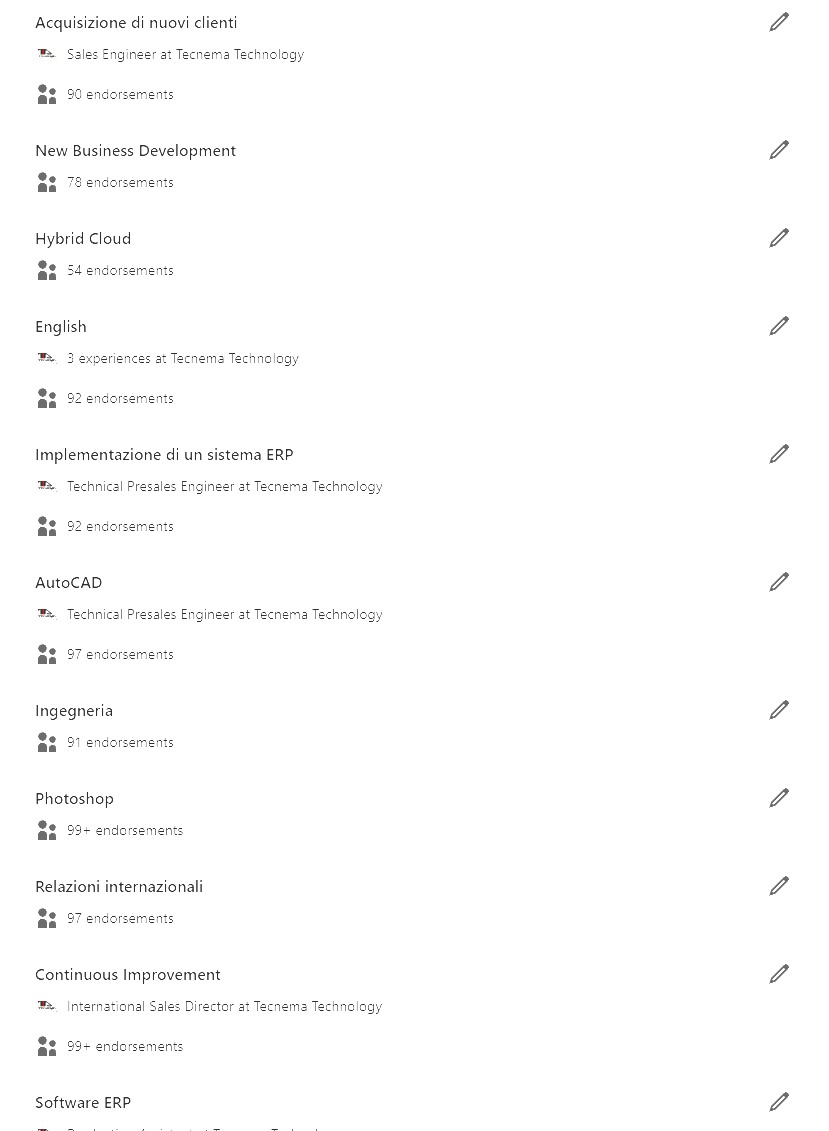 Acquisizione di nuovi clienti
Sales Engineer at Tecnema Technology
90 endorsements
New Business Development
78 endorsements
Hybrid Cloud
54 endorsements
English
3 experiences at Tecnema Technology
92 endorsements
Implementazione di un sistema ERP
Technical Presales Engineer at Tecnema Technology
92 endorsements
AutoCAD
Technical Presales Engineer at Tecnema Technology
97 endorsements
Ingegneria
91 endorsements
Photoshop
99+ endorsements
Relazioni internazionali
97 endorsements
Continuous Improvement
International Sales Director at Tecnema Technology
99+ endorsements
Software ERP